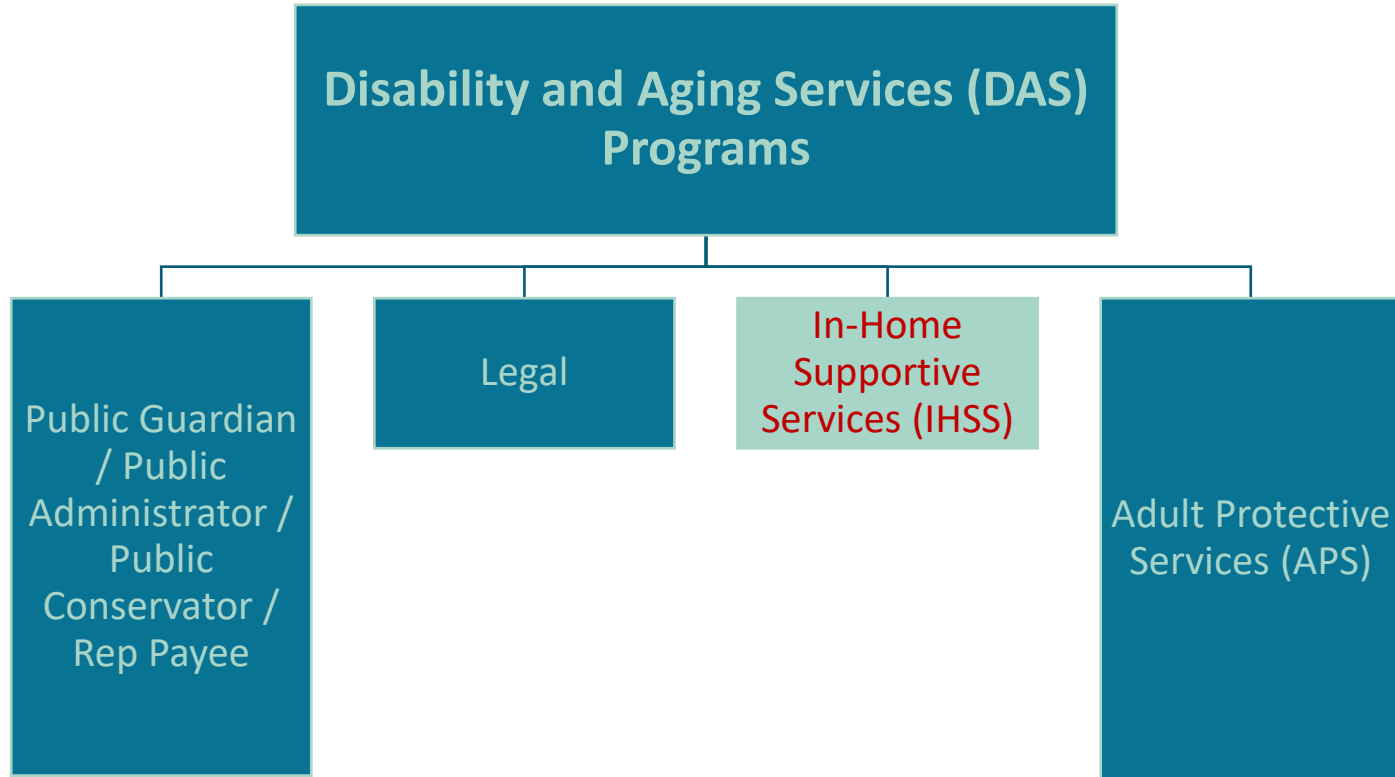 Disability and Aging Services (DAS)
Programs
Public Guardian
/ Public
Administrator /
Public
Conservator /
Rep Payee
Legal
In-Home
Supportive
Services (IHSS)
Adult Protective
Services (APS)